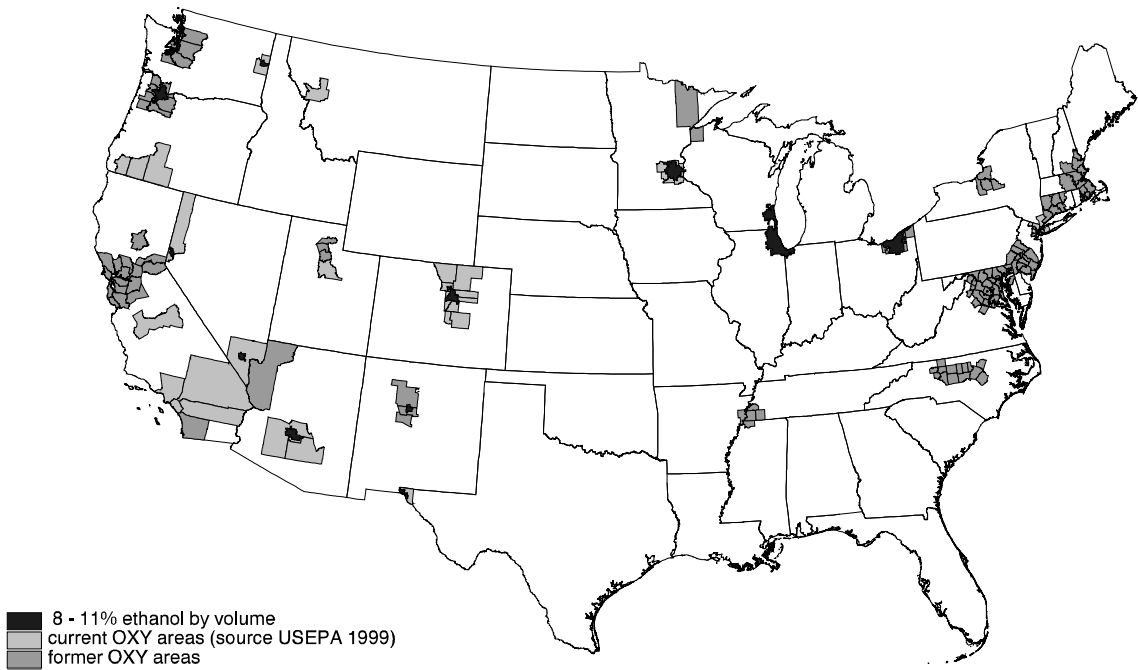 8 - 11% ethanol by volume
current OXY areas (source USEPA 1999)
former OXY areas